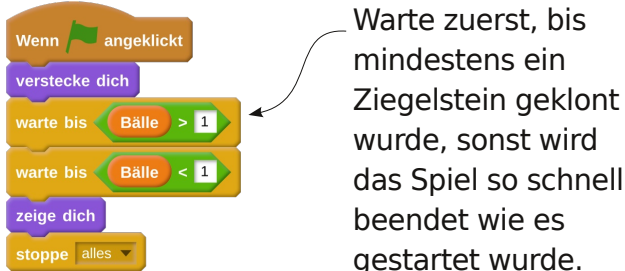 Wenn angeklickt
verstecke dich
warte bis Bälle > 1
warte bis Bälle < 1
zeige dich
stoppe alles
Warte zuerst, bis
mindestens ein
Ziegelstein geklont
wurde, sonst wird
das Spiel so schnell
beendet wie es
gestartet wurde.